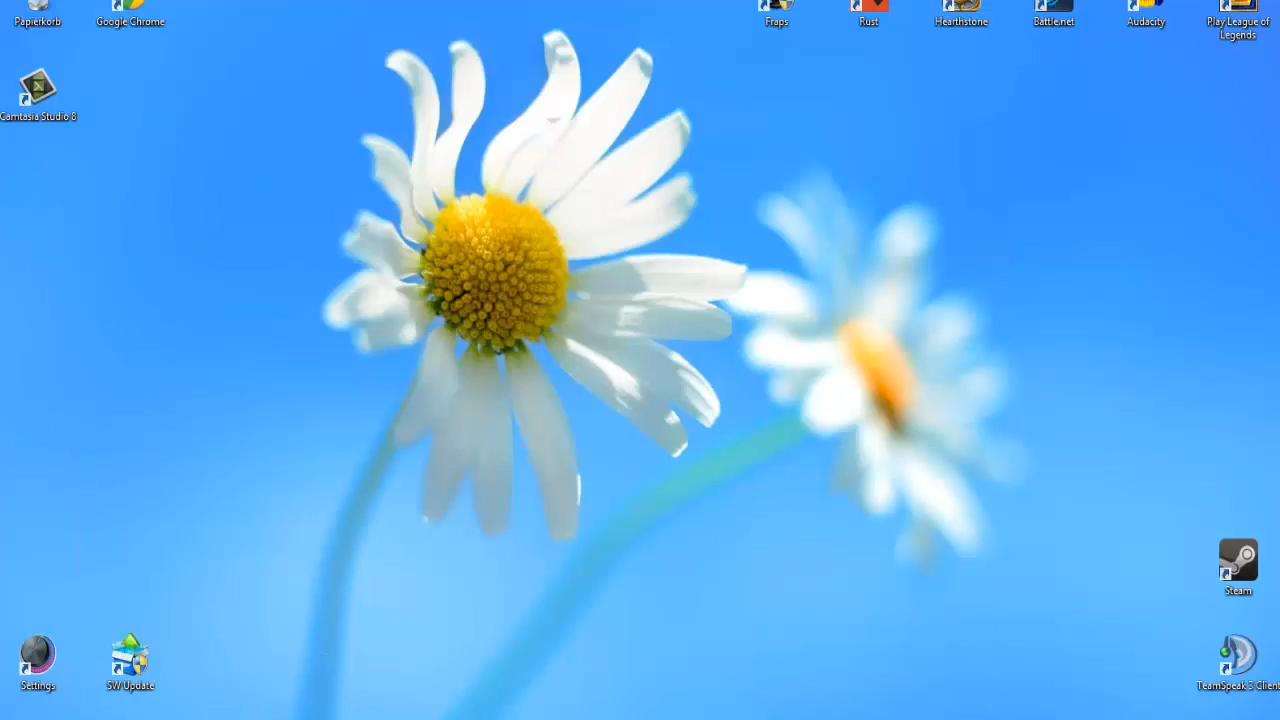 Papierkorb
Google Chrome
Fraps
Rust
Hearthstone
Battle.net
Audacity
Play League of
Legends
Camtasia Studio 8
Steam
Settings
SW Update
TeamSpeak 3 Client